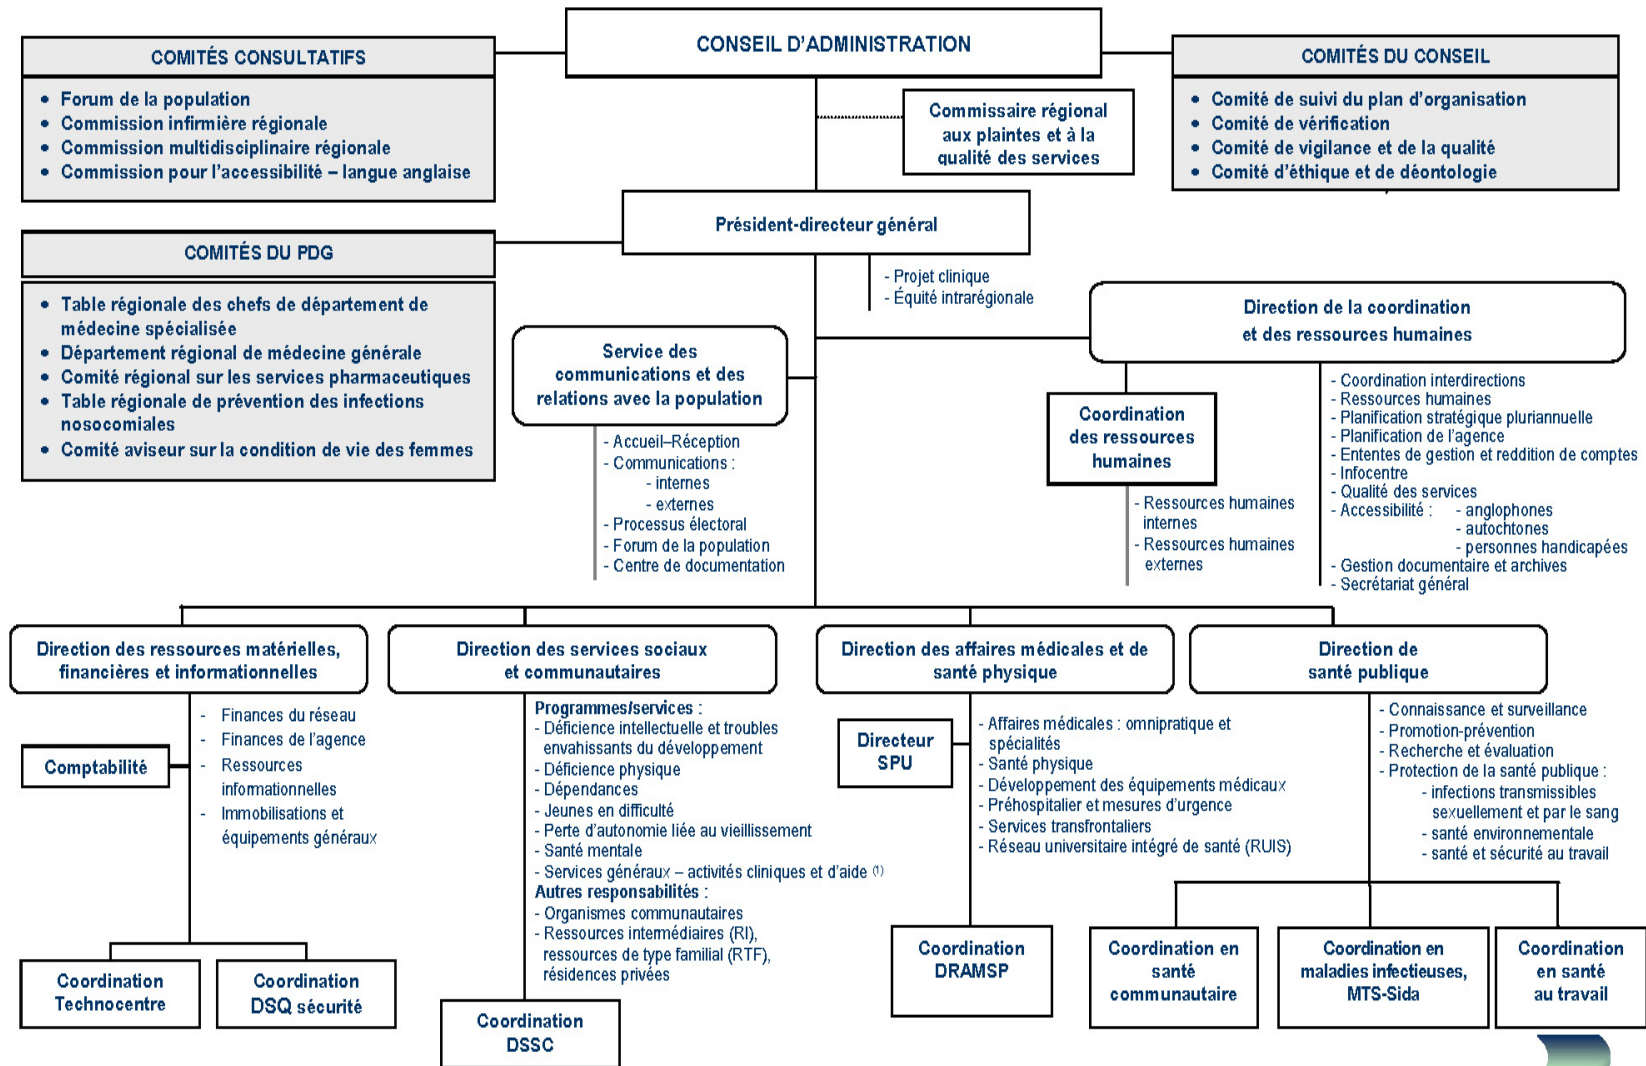 CONSEIL D'ADMINISTRATION
COMITÉS CONSULTATIFS
• Forum de la population
• Commission infirmière régionale
• Commission multidisciplinaire régionale
• Commission pour l'accessibilité – langue anglaise
COMITÉS DU CONSEIL
• Comité de suivi du plan d'organisation
• Comité de vérification
• Comité de vigilance et de la qualité
• Comité d'éthique et de déontologie
Commissaire régional
aux plaintes et à la
qualité des services
Président-directeur général
- Projet clinique
- Équité intrarégionale
COMITÉS DU PDG
• Table régionale des chefs de département de
médecine spécialisée
• Département régional de médecine générale
• Comité régional sur les services pharmaceutiques
• Table régionale de prévention des infections
nosocomiales
• Comité aviseur sur la condition de vie des femmes
Service des
communications et des
relations avec la population
- Accueil–Réception
- Communications :
- internes
- externes
- Processus électoral
- Forum de la population
- Centre de documentation
Direction de la coordination
et des ressources humaines
Coordination
des ressources
humaines
- Ressources humaines
internes
- Ressources humaines
externes
- Coordination interdirections
- Ressources humaines
- Planification stratégique pluriannuelle
- Planification de l'agence
- Ententes de gestion et reddition de comptes
- Infocentre
- Qualité des services
- Accessibilité : - anglophones
- autochtones
- personnes handicapées
- Gestion documentaire et archives
- Secrétariat général
Direction des ressources matérielles,
financières et informationnelles
Comptabilité
- Finances du réseau
- Finances de l'agence
- Ressources
informationnelles
- Immobilisations et
équipements généraux
Coordination
Technocentre
Coordination
DSQ sécurité
Direction des services sociaux
et communautaires
Programmes/services :
- Déficience intellectuelle et troubles
envahissants du développement
- Déficience physique
- Dépendances
- Jeunes en difficulté
- Perte d'autonomie liée au vieillissement
- Santé mentale
- Services généraux – activités cliniques et d'aide (1)
Autres responsabilités :
- Organismes communautaires
- Ressources intermédiaires (RI),
ressources de type familial (RTF),
résidences privées
Coordination
DSSC
Direction des affaires médicales et de
santé physique
Directeur
SPU
- Affaires médicales : omnipratique et
spécialités
- Santé physique
- Développement des équipements médicaux
- Préhospitalier et mesures d'urgence
- Services transfrontaliers
- Réseau universitaire intégré de santé (RUIS)
Coordination
DRAMSP
Direction de
santé publique
- Connaissance et surveillance
- Promotion-prévention
- Recherche et évaluation
- Protection de la santé publique :
- infections transmissibles
sexuellement et par le sang
- santé environnementale
- santé et sécurité au travail
Coordination en
santé
communautaire
Coordination en
maladies infectieuses,
MTS-Sida
Coordination
en santé
au travail